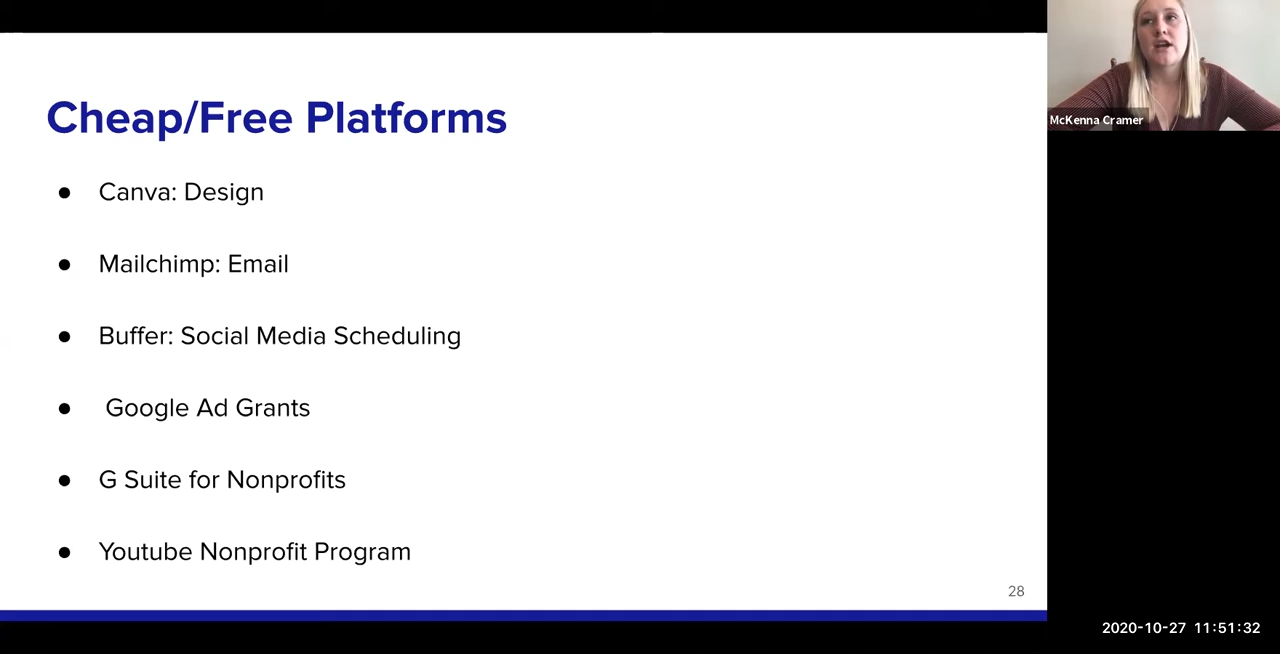 Cheap/Free Platforms
● Canva: Design
● Mailchimp: Email
● Buffer: Social Media Scheduling
● Google Ad Grants
● G Suite for Nonprofits
● Youtube Nonprofit Program
28
McKenna Cramer
2020-10-27 11:51:32